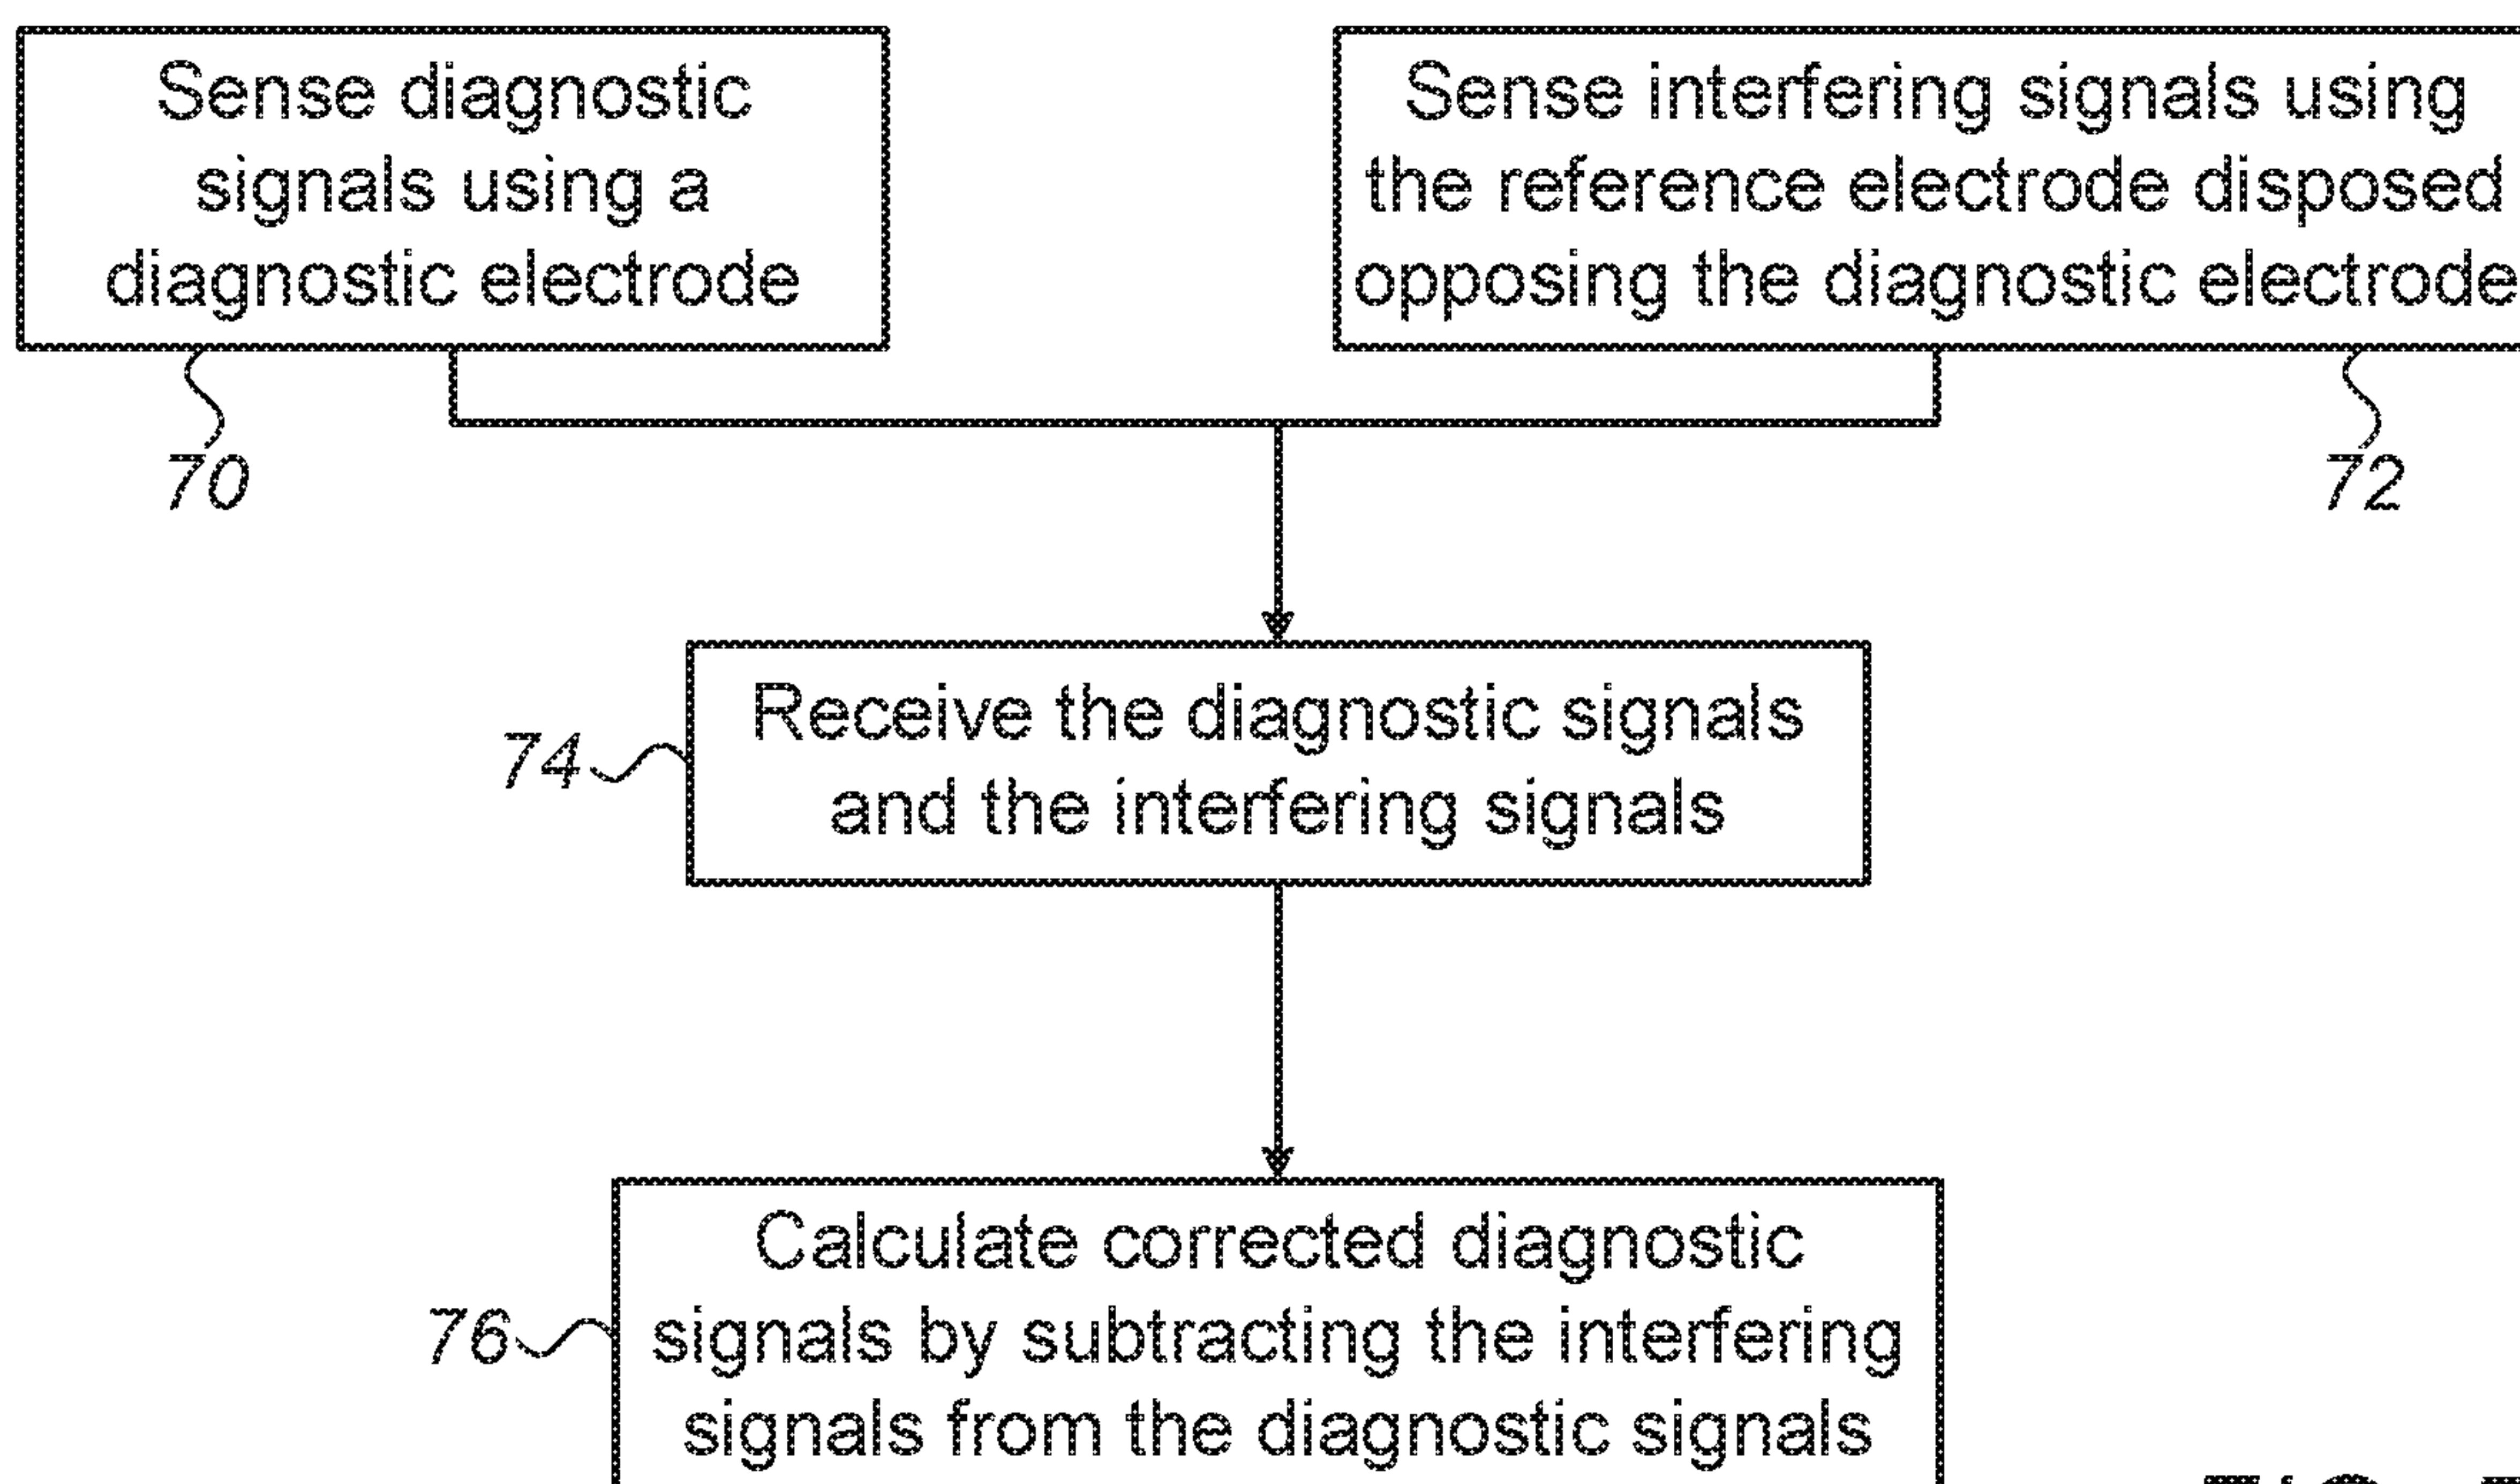 Sense diagnostic
signals using a
diagnostic electrode
Sense interfering signals using
the reference electrode disposed
opposing the diagnostic electrode
70
72
Receive the diagnostic signals
and the interfering signals
74
Calculate corrected diagnostic
signals by subtracting the interfering
signals from the diagnostic signals
76